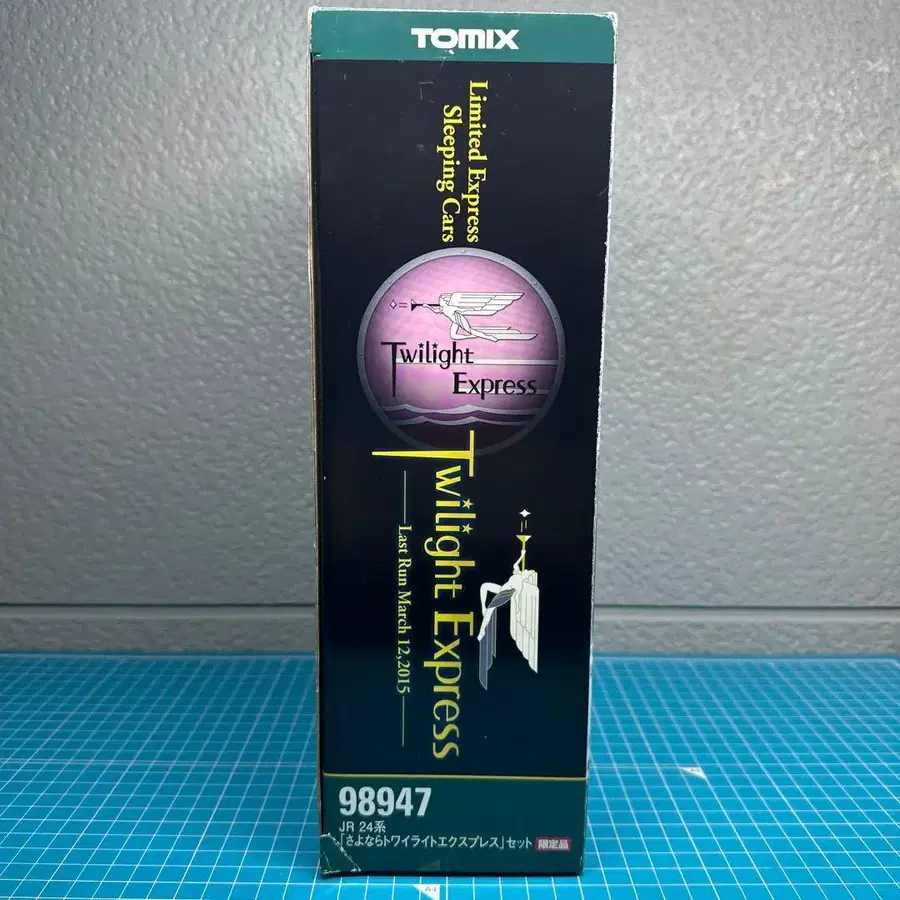 TOMIX
Limited Express
Sleeping Cars
Twilight
Express
Twilight Express
Last Run March 12,2015
98947
JR 24系
「さよならトワイライトエクスプレス」セット 限定品
A4